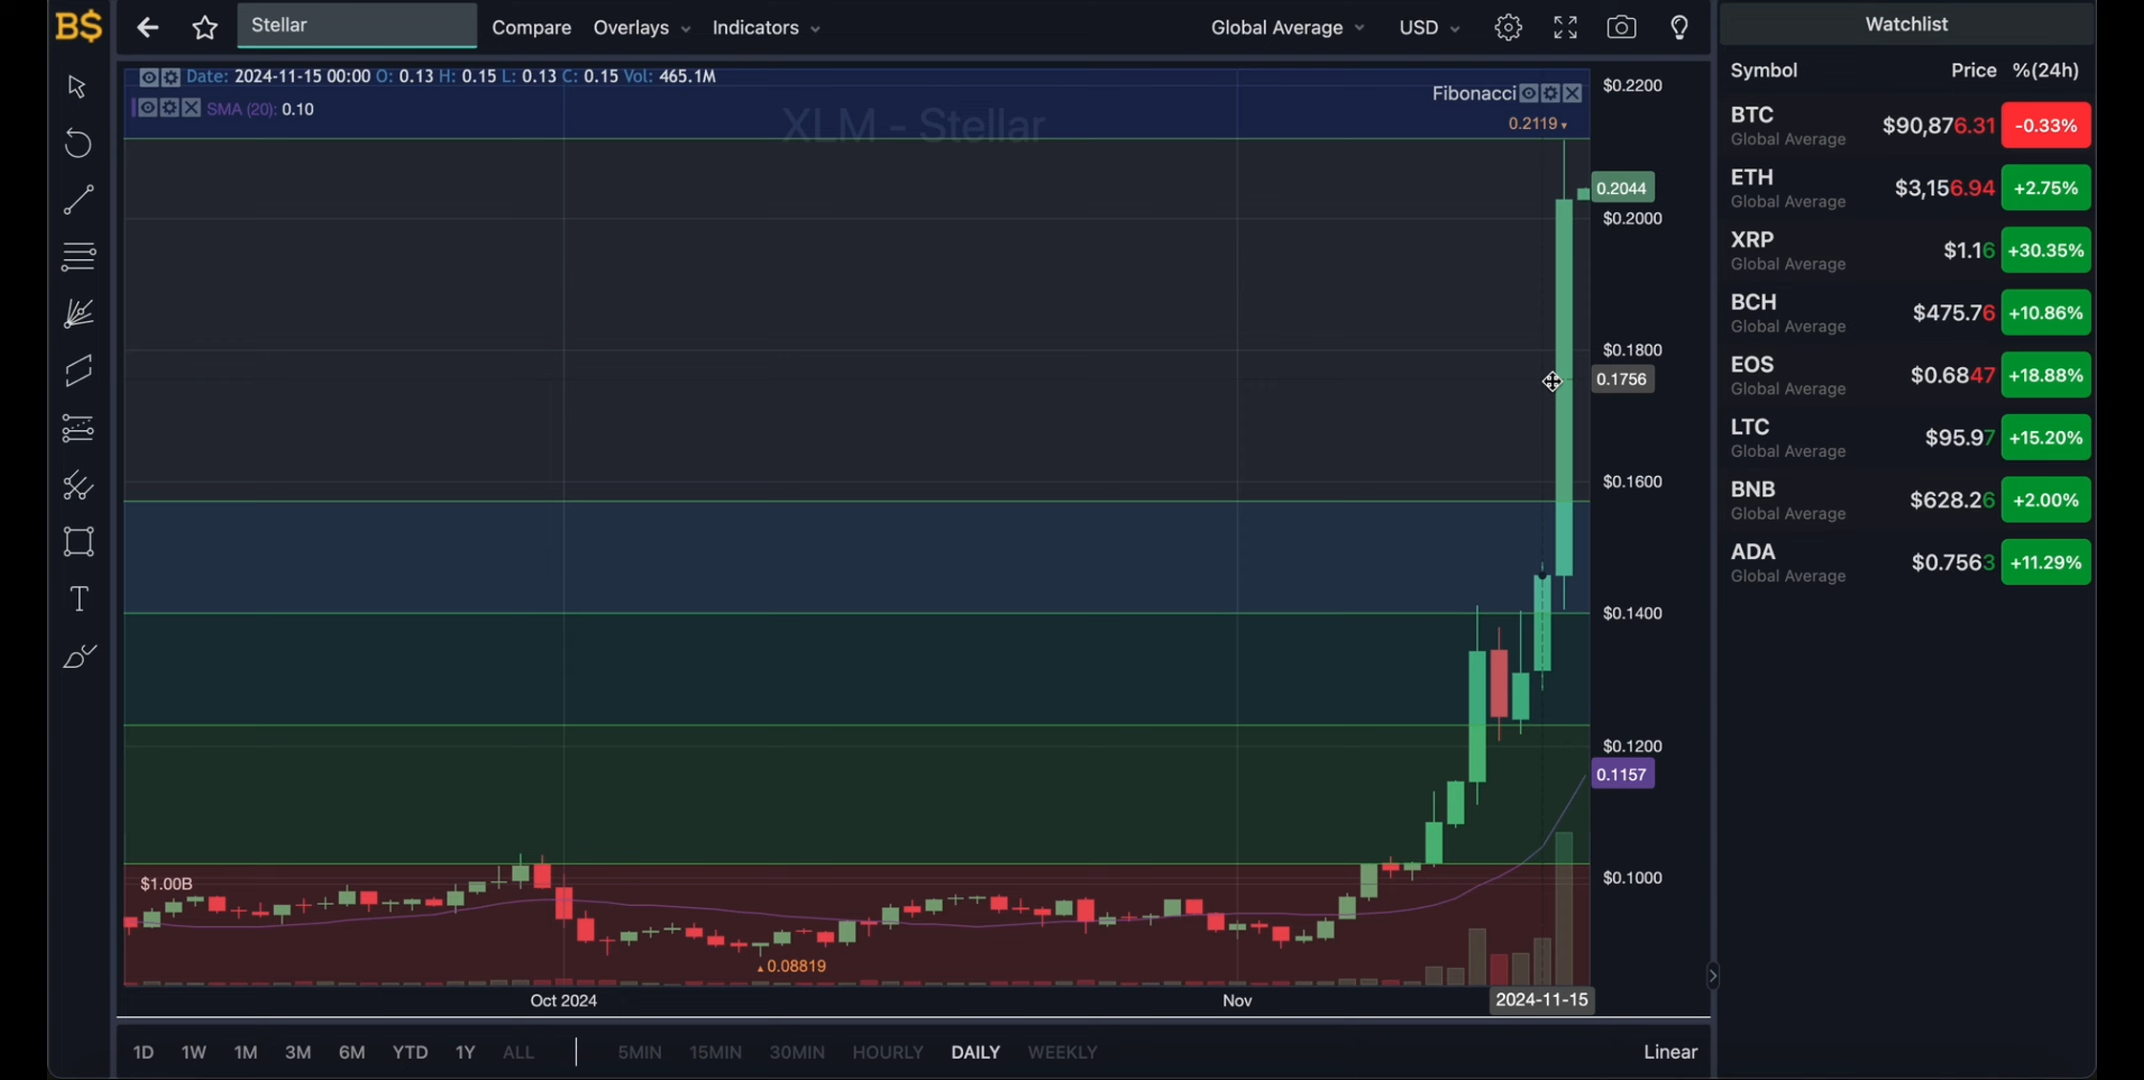 B$
Stellar
Compare
Overlays
Indicators
Global Average
USD
Watchlist
Date: 2024-11-15 00:00 O: 0.13 H: 0.15 L: 0.13 C: 0.15 Vol: 465.1M
SMA (20): 0.10
XLM - Stellar
Fibonacci
0.2119
$0.2200
0.2044
$0.2000
$0.1800
0.1756
$0.1600
$0.1400
$0.1200
0.1157
$0.1000
$1.00B
0.08819
Oct 2024
Nov
2024-11-15
1D 1W 1M 3M 6M YTD 1Y ALL
5MIN 15MIN 30MIN HOURLY DAILY WEEKLY
Linear
Symbol Price %(24h)
BTC $90,876.31 -0.33%
Global Average
ETH $3,156.94 +2.75%
Global Average
XRP $1.16 +30.35%
Global Average
BCH $475.76 +10.86%
Global Average
EOS $0.6847 +18.88%
Global Average
LTC $95.97 +15.20%
Global Average
BNB $628.26 +2.00%
Global Average
ADA $0.7563 +11.29%
Global Average
T